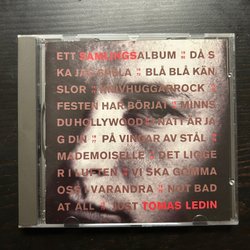 ETT SAMLINGSALBUM • DÅ S
KA JAG SPELA • BLÅ BLÅ KÄN
SLOR • KNIVHUGGARROCK •
FESTEN HAR BÖRJAT • MINNS
DU HOLLYWOOD • NATT ÄR JA
G DIN • PÅ VINGAR AV STÅL •
MADEMOISELLE • DET LIGGE
R I LUFTEN • VI SKA GÖMMA
OSS I VARANDRA • NOT BAD
AT ALL • JUST TOMAS LEDIN